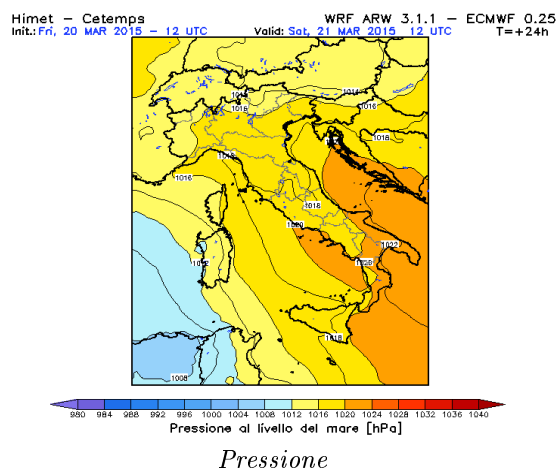 Himet – Cetemps WRF ARW 3.1.1 – ECMWF 0.25
Init.: Fri, 20 MAR 2015 – 12 UTC Valid: Sat, 21 MAR 2015 12 UTC T=+24h
1014
1016
1016
1018
1016
1018
1020
1022
1018
1008
980 984 988 992 996 1000 1004 1008 1012 1016 1020 1024 1028 1032 1036 1040
Pressione al livello del mare [hPa]
Pressione